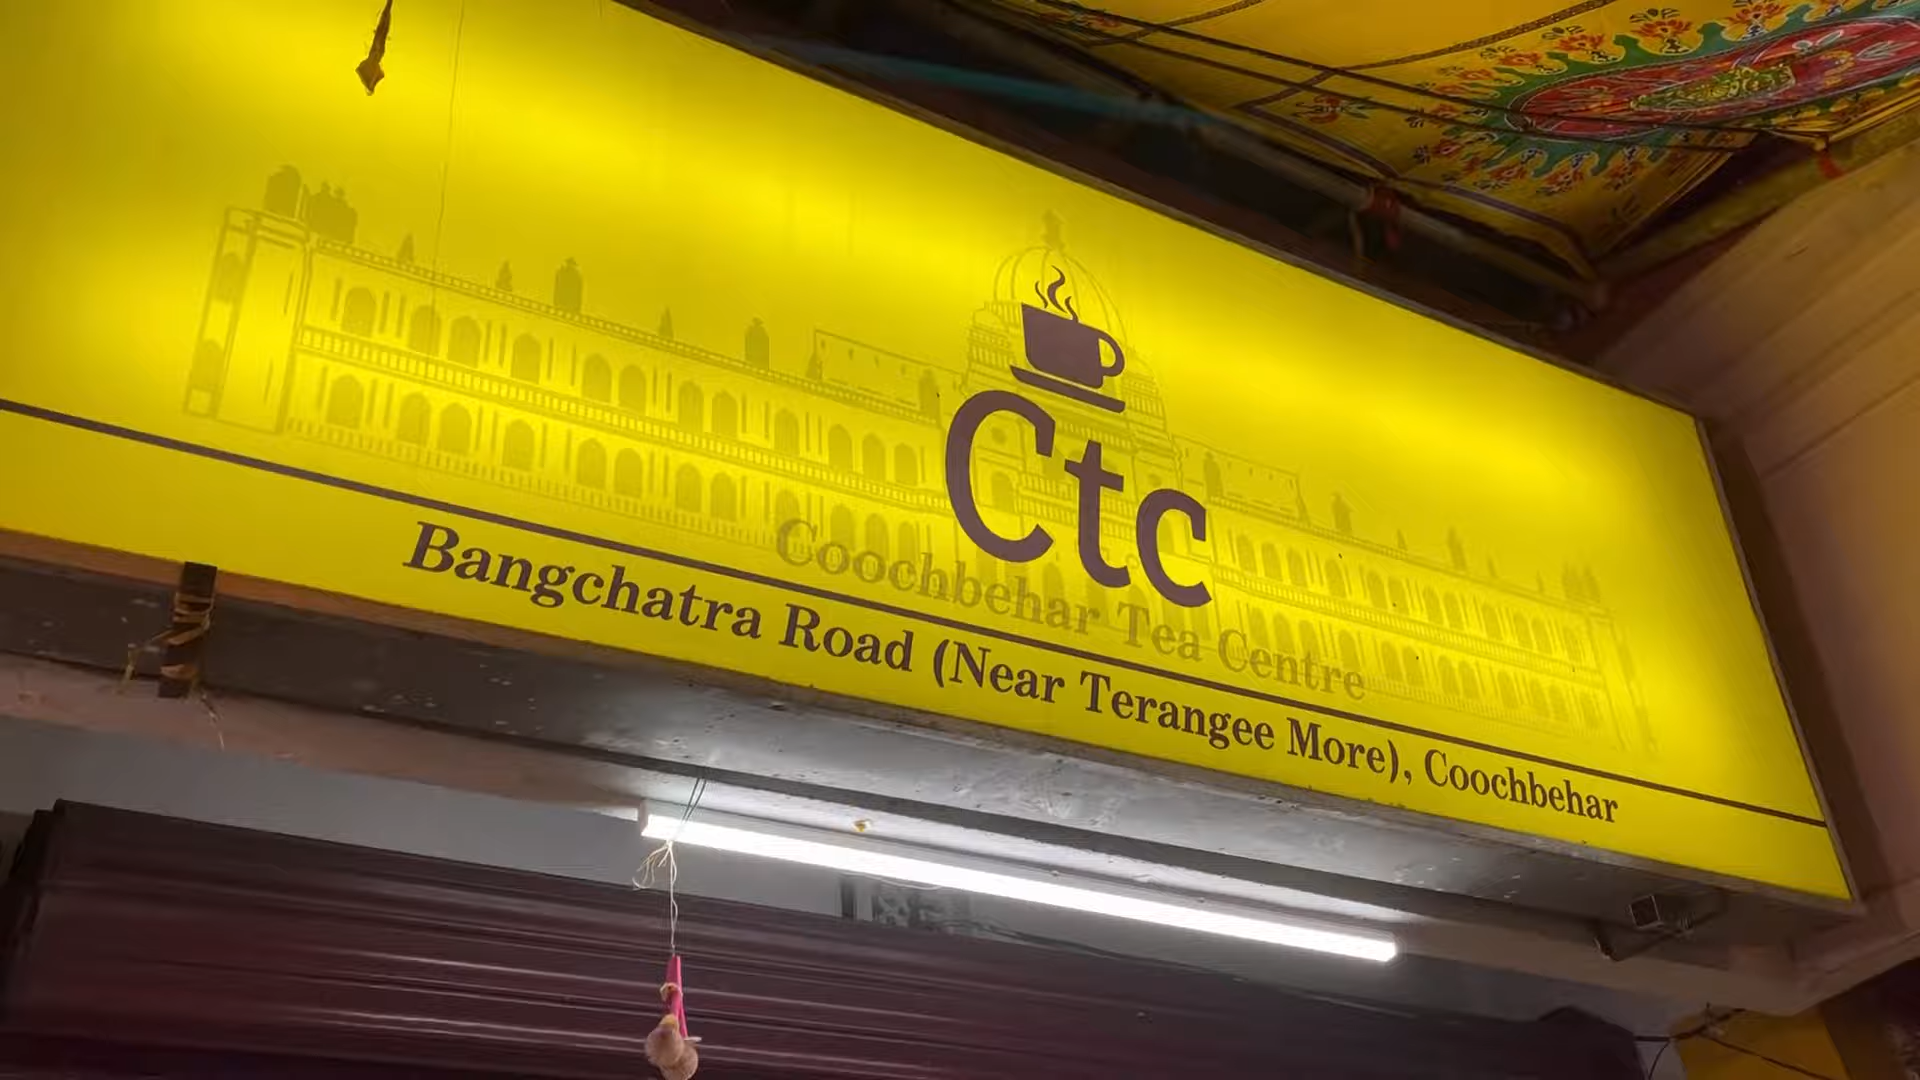 Ctc
Coochbehar Tea Centre
Bangchatra Road (Near Terangee More), Coochbehar